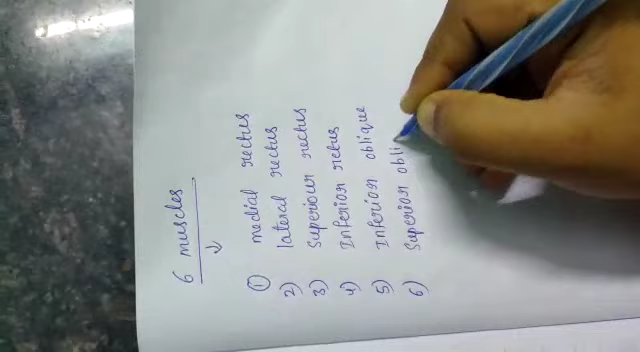 6 muscles
↓
① medial rectus
2) lateral rectus
3) Superiour rectus
4) Inferior rectus
5) Inferior oblique
6) Superior obli